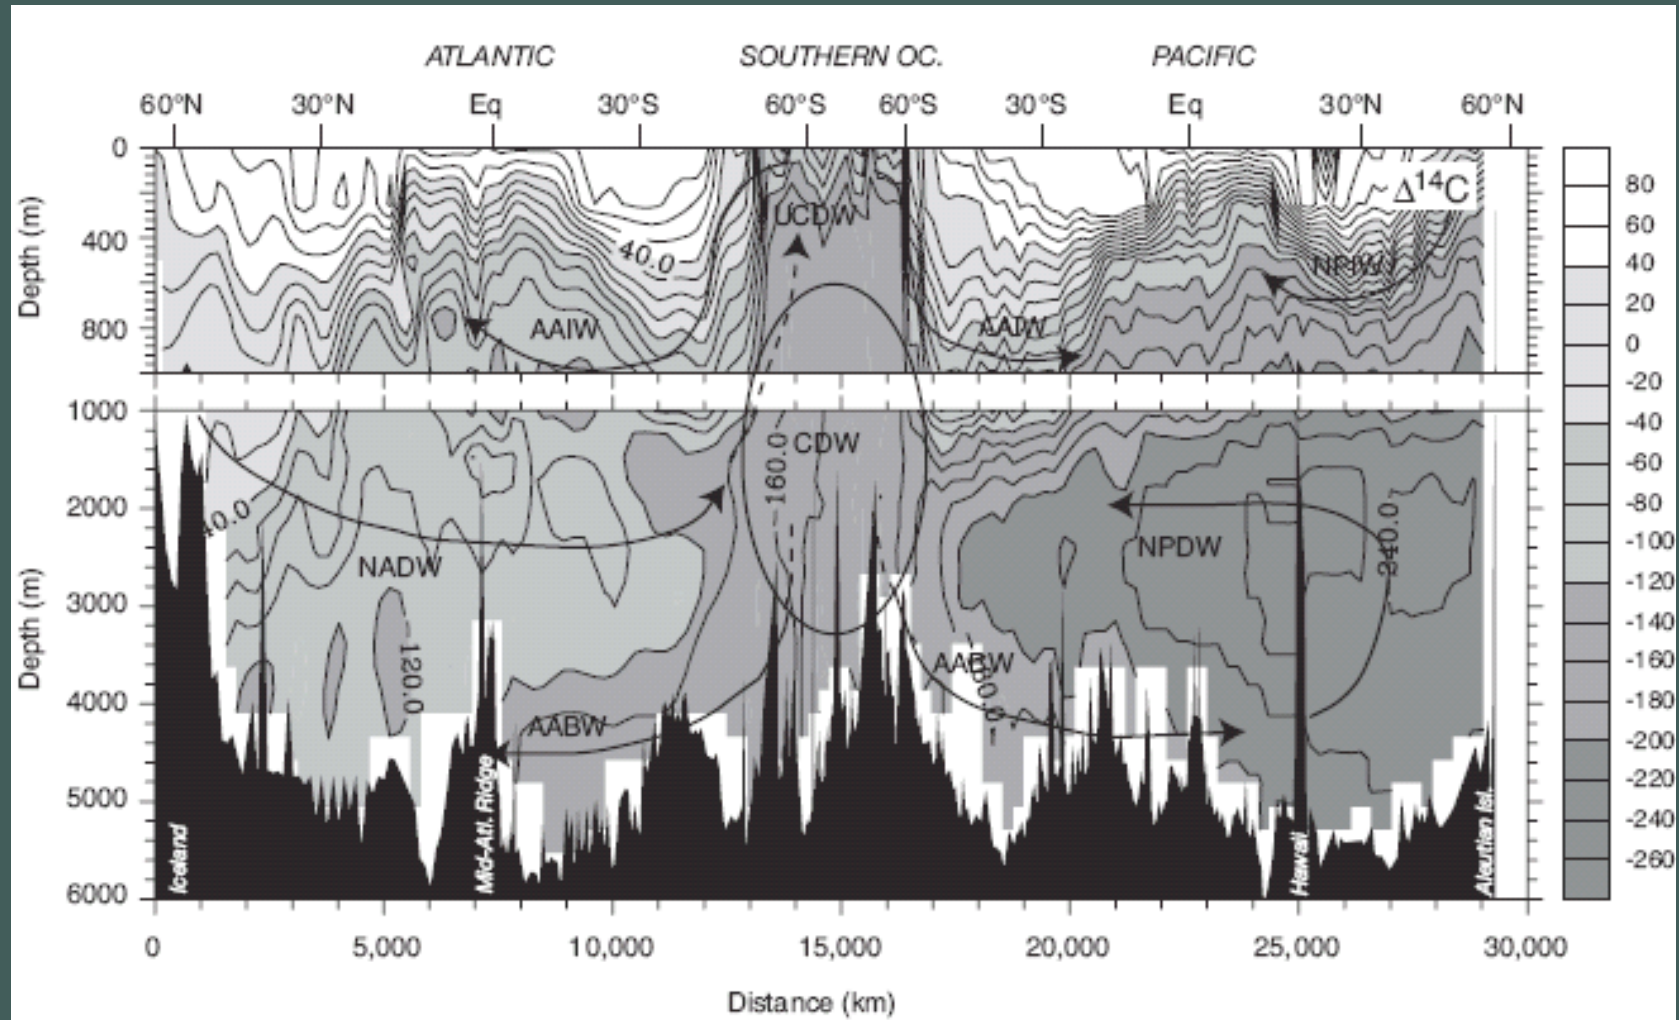 ATLANTIC SOUTHERN OC. PACIFIC
60°N 30°N Eq 30°S 60°S 60°S 30°S Eq 30°N 60°N
0
400
800
Depth (m)
Δ14C
UCDW
40.0
NPIW
AAIW
AAIW
1000
2000
3000
4000
5000
6000
Depth (m)
CDW
160.0
40.0
NADW
NPDW
240.0
120.0
AABW
AABW
Iceland
Mid-Atl. Ridge
Hawaii
Aleutian Isl.
0 5,000 10,000 15,000 20,000 25,000 30,000
Distance (km)
80
60
40
20
0
-20
-40
-60
-80
-100
-120
-140
-160
-180
-200
-220
-240
-260